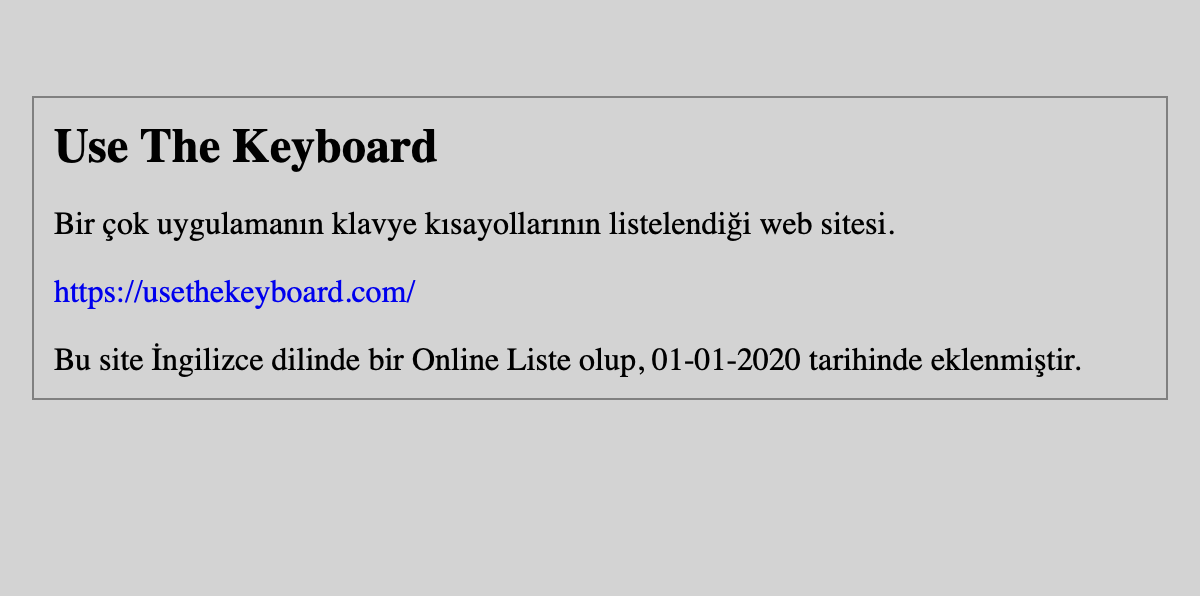 Use The Keyboard
Bir çok uygulamanın klavye kısayollarının listelendiği web sitesi.
https://usethekeyboard.com/
Bu site İngilizce dilinde bir Online Liste olup, 01-01-2020 tarihinde eklenmiştir.